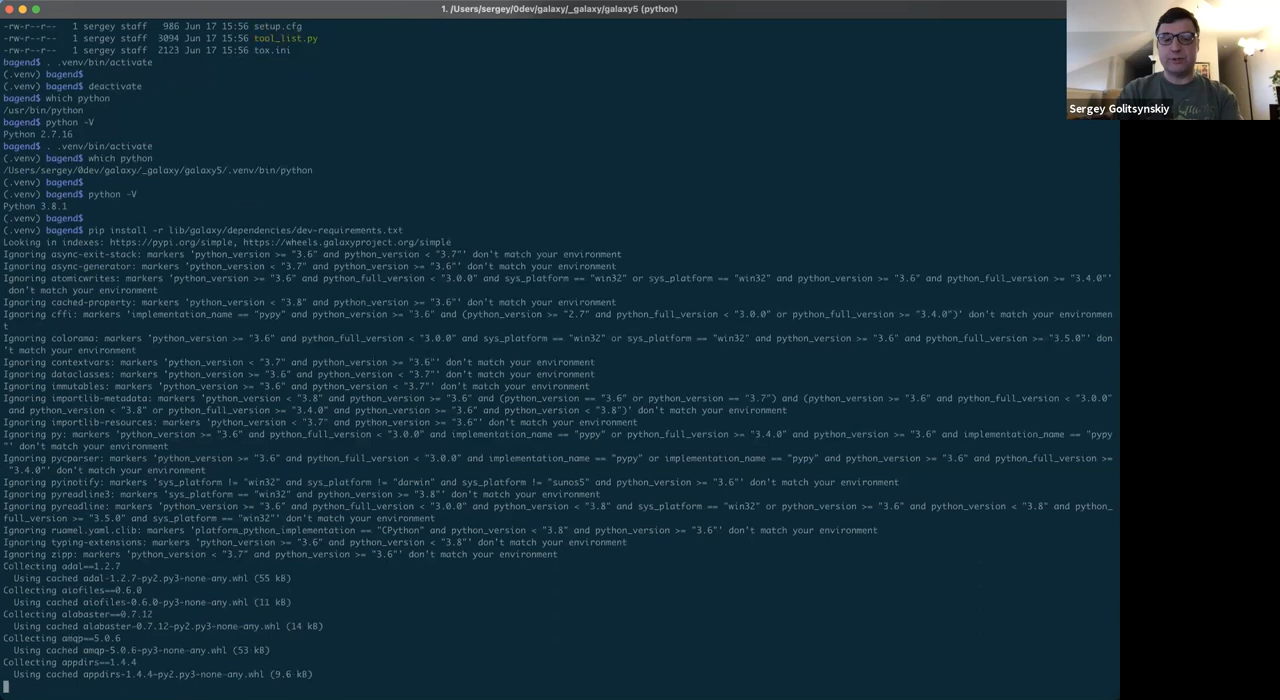 1. /Users/sergey/0dev/galaxy/_galaxy/galaxy5 (python)
-rw-r--r--   1 sergey staff   986 Jun 17 15:56 setup.cfg
-rw-r--r--   1 sergey staff  3094 Jun 17 15:56 tool_list.py
-rw-r--r--   1 sergey staff  2123 Jun 17 15:56 tox.ini
bagend$ . .venv/bin/activate
(.venv) bagend$
(.venv) bagend$ deactivate
bagend$ which python
/usr/bin/python
bagend$ python -V
Python 2.7.16
bagend$ . .venv/bin/activate
(.venv) bagend$ which python
/Users/sergey/0dev/galaxy/_galaxy/galaxy5/.venv/bin/python
(.venv) bagend$
(.venv) bagend$ python -V
Python 3.8.1
(.venv) bagend$
(.venv) bagend$ pip install -r lib/galaxy/dependencies/dev-requirements.txt
Looking in indexes: https://pypi.org/simple, https://wheels.galaxyproject.org/simple
Ignoring async-exit-stack: markers 'python_version >= "3.6" and python_version < "3.7"' don't match your environment
Ignoring async-generator: markers 'python_version < "3.7" and python_version >= "3.6"' don't match your environment
Ignoring atomicwrites: markers 'python_version >= "3.6" and python_full_version < "3.0.0" and sys_platform == "win32" or sys_platform == "win32" and python_version >= "3.6" and python_full_version >= "3.4.0"'
don't match your environment
Ignoring cached-property: markers 'python_version < "3.8" and python_version >= "3.6"' don't match your environment
Ignoring cffi: markers 'implementation_name == "pypy" and python_version >= "3.6" and (python_version >= "2.7" and python_full_version < "3.0.0" or python_full_version >= "3.4.0")' don't match your environmen
t
Ignoring colorama: markers 'python_version >= "3.6" and python_full_version < "3.0.0" and sys_platform == "win32" or sys_platform == "win32" and python_version >= "3.6" and python_full_version >= "3.5.0"' don
't match your environment
Ignoring contextvars: markers 'python_version < "3.7" and python_version >= "3.6"' don't match your environment
Ignoring dataclasses: markers 'python_version >= "3.6" and python_version < "3.7"' don't match your environment
Ignoring immutables: markers 'python_version >= "3.6" and python_version < "3.7"' don't match your environment
Ignoring importlib-metadata: markers 'python_version < "3.8" and python_version >= "3.6" and (python_version == "3.6" or python_version == "3.7") and (python_version >= "3.6" and python_full_version < "3.0.0"
and python_version < "3.8" or python_full_version >= "3.4.0" and python_version >= "3.6" and python_version < "3.8")' don't match your environment
Ignoring importlib-resources: markers 'python_version < "3.7" and python_version >= "3.6"' don't match your environment
Ignoring py: markers 'python_version >= "3.6" and python_full_version < "3.0.0" and implementation_name == "pypy" or python_full_version >= "3.4.0" and python_version >= "3.6" and implementation_name == "pypy
"' don't match your environment
Ignoring pycparser: markers 'python_version >= "3.6" and python_full_version < "3.0.0" and implementation_name == "pypy" or implementation_name == "pypy" and python_version >= "3.6" and python_full_version >=
"3.4.0"' don't match your environment
Ignoring pyinotify: markers 'sys_platform != "win32" and sys_platform != "darwin" and sys_platform != "sunos5" and python_version >= "3.6"' don't match your environment
Ignoring pyreadline3: markers 'sys_platform == "win32" and python_version >= "3.8"' don't match your environment
Ignoring pyreadline: markers 'python_version >= "3.6" and python_full_version < "3.0.0" and python_version < "3.8" and sys_platform == "win32" or python_version >= "3.6" and python_version < "3.8" and python_
full_version >= "3.5.0" and sys_platform == "win32"' don't match your environment
Ignoring ruamel.yaml.clib: markers 'platform_python_implementation == "CPython" and python_version < "3.8" and python_version >= "3.6"' don't match your environment
Ignoring typing-extensions: markers 'python_version >= "3.6" and python_version < "3.8"' don't match your environment
Ignoring zipp: markers 'python_version < "3.7" and python_version >= "3.6"' don't match your environment
Collecting adal==1.2.7
  Using cached adal-1.2.7-py2.py3-none-any.whl (55 kB)
Collecting aiofiles==0.6.0
  Using cached aiofiles-0.6.0-py3-none-any.whl (11 kB)
Collecting alabaster==0.7.12
  Using cached alabaster-0.7.12-py2.py3-none-any.whl (14 kB)
Collecting amqp==5.0.6
  Using cached amqp-5.0.6-py3-none-any.whl (53 kB)
Collecting appdirs==1.4.4
  Using cached appdirs-1.4.4-py2.py3-none-any.whl (9.6 kB)
Sergey Golitsynskiy